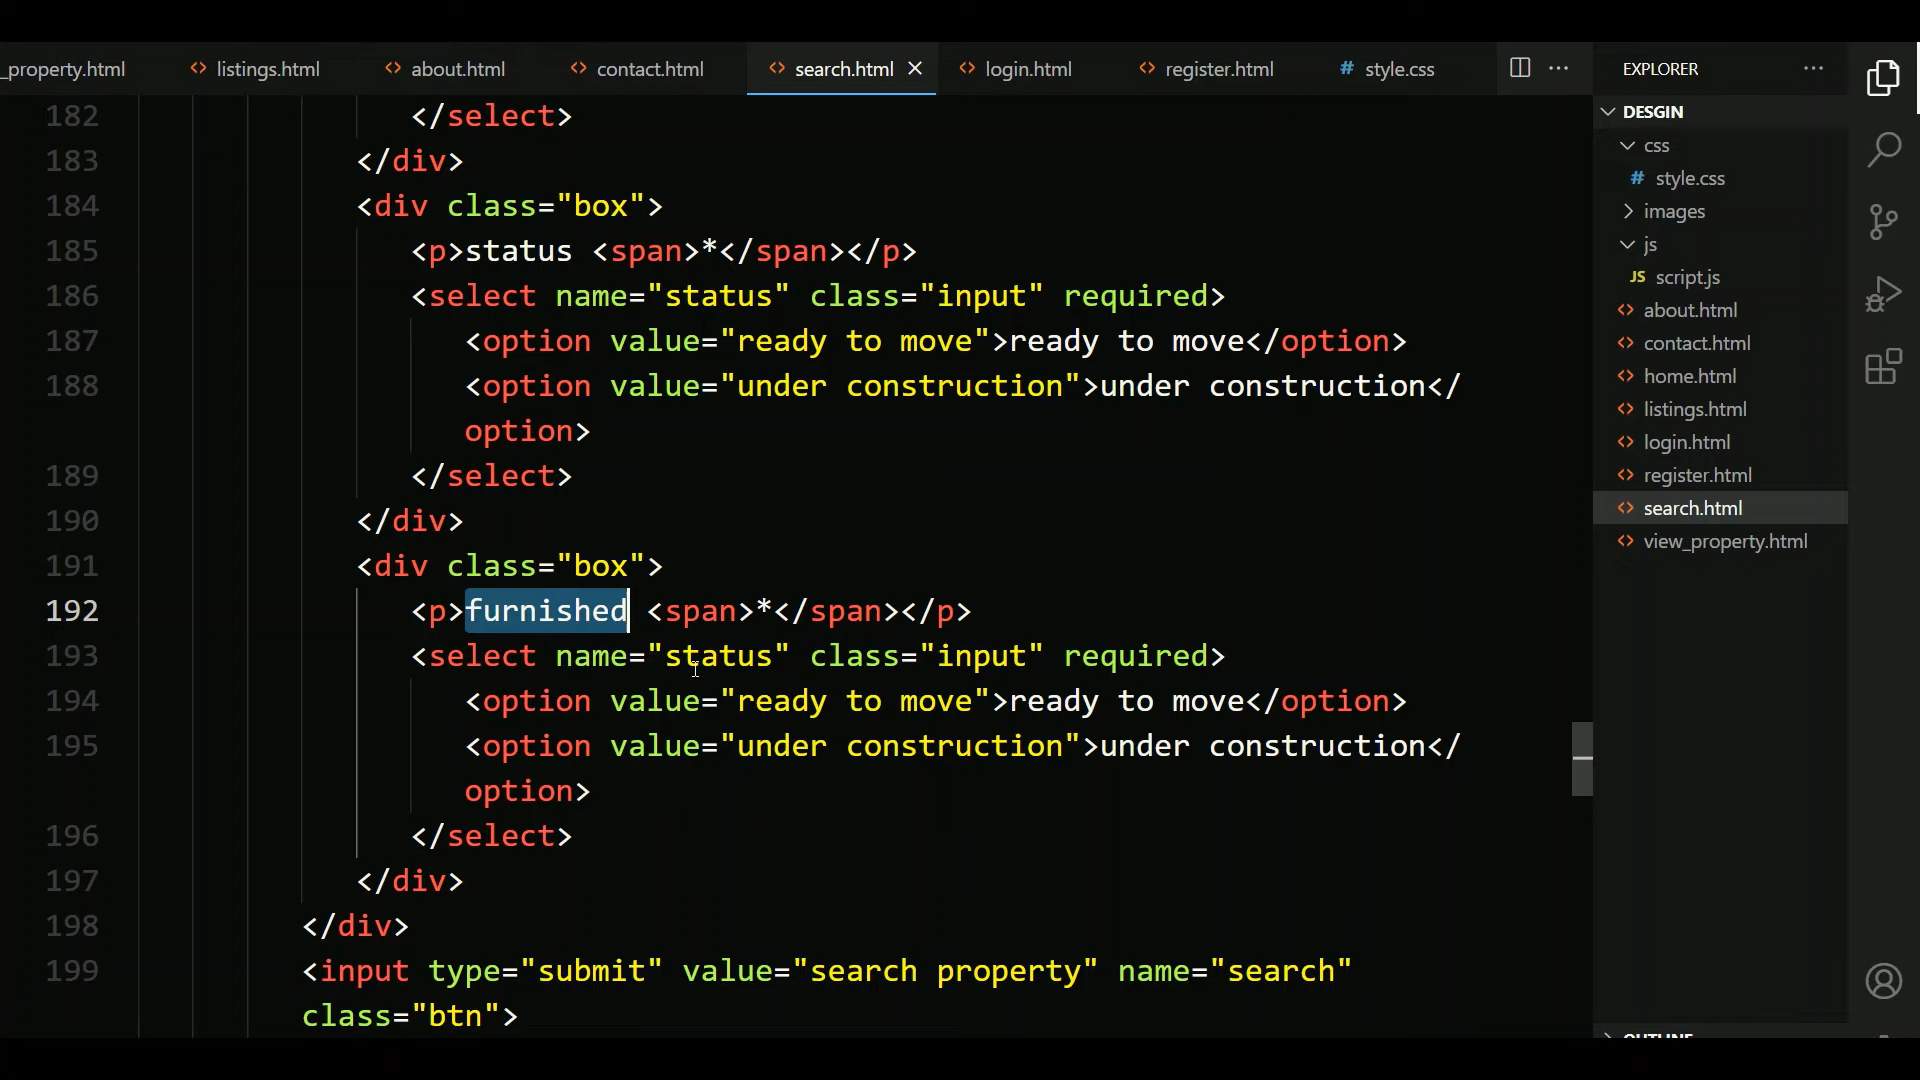 _property.html
listings.html
about.html
contact.html
search.html
login.html
register.html
# style.css
EXPLORER
182 </select>
183 </div>
184 <div class="box">
185 <p>status <span>*</span></p>
186 <select name="status" class="input" required>
187 <option value="ready to move">ready to move</option>
188 <option value="under construction">under construction</
option>
189 </select>
190 </div>
191 <div class="box">
192 <p>furnished <span>*</span></p>
193 <select name="status" class="input" required>
194 <option value="ready to move">ready to move</option>
195 <option value="under construction">under construction</
option>
196 </select>
197 </div>
198 </div>
199 <input type="submit" value="search property" name="search"
class="btn">
DESGIN
css
# style.css
images
js
JS script.js
about.html
contact.html
home.html
listings.html
login.html
register.html
search.html
view_property.html
OUTLINE